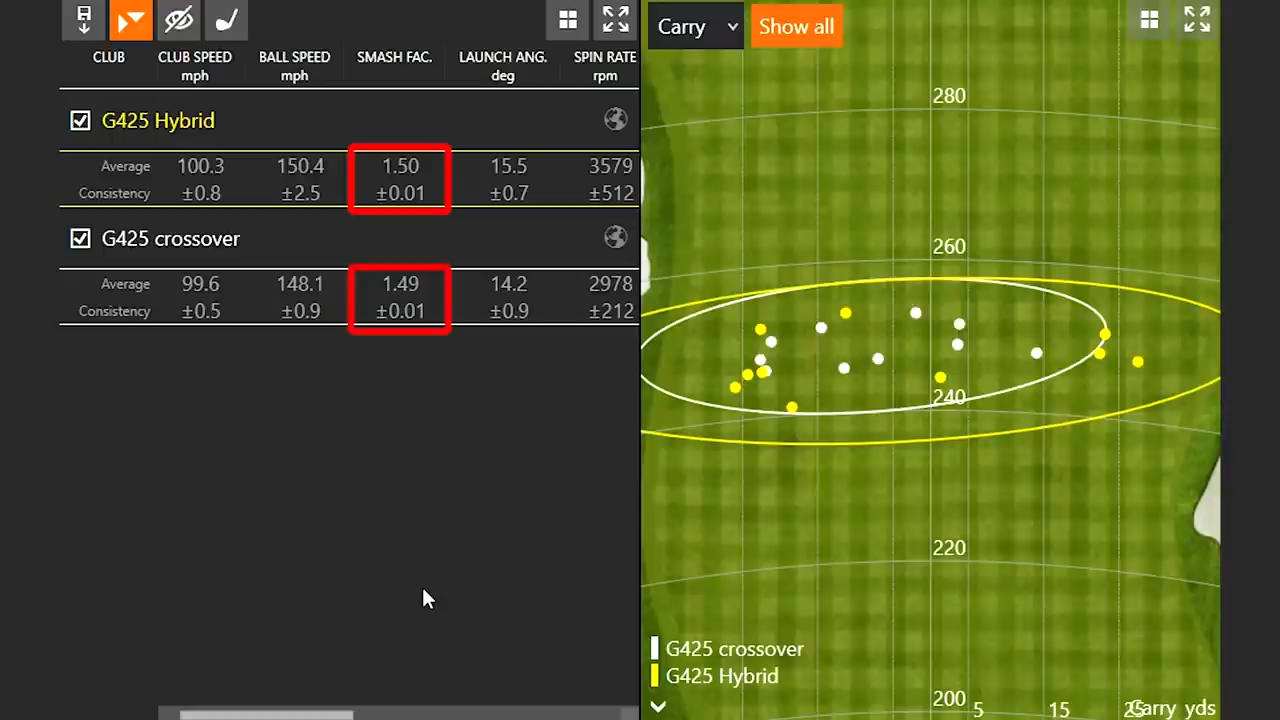 CLUB CLUB SPEED BALL SPEED SMASH FAC. LAUNCH ANG. SPIN RATE
mph mph deg rpm
G425 Hybrid
Average 100.3 150.4 1.50 15.5 3579
Consistency ±0.8 ±2.5 ±0.01 ±0.7 ±512
G425 crossover
Average 99.6 148.1 1.49 14.2 2978
Consistency ±0.5 ±0.9 ±0.01 ±0.9 ±212
Carry Show all
280
260
240
220
G425 crossover
G425 Hybrid
200
5 15 25 Carry yds